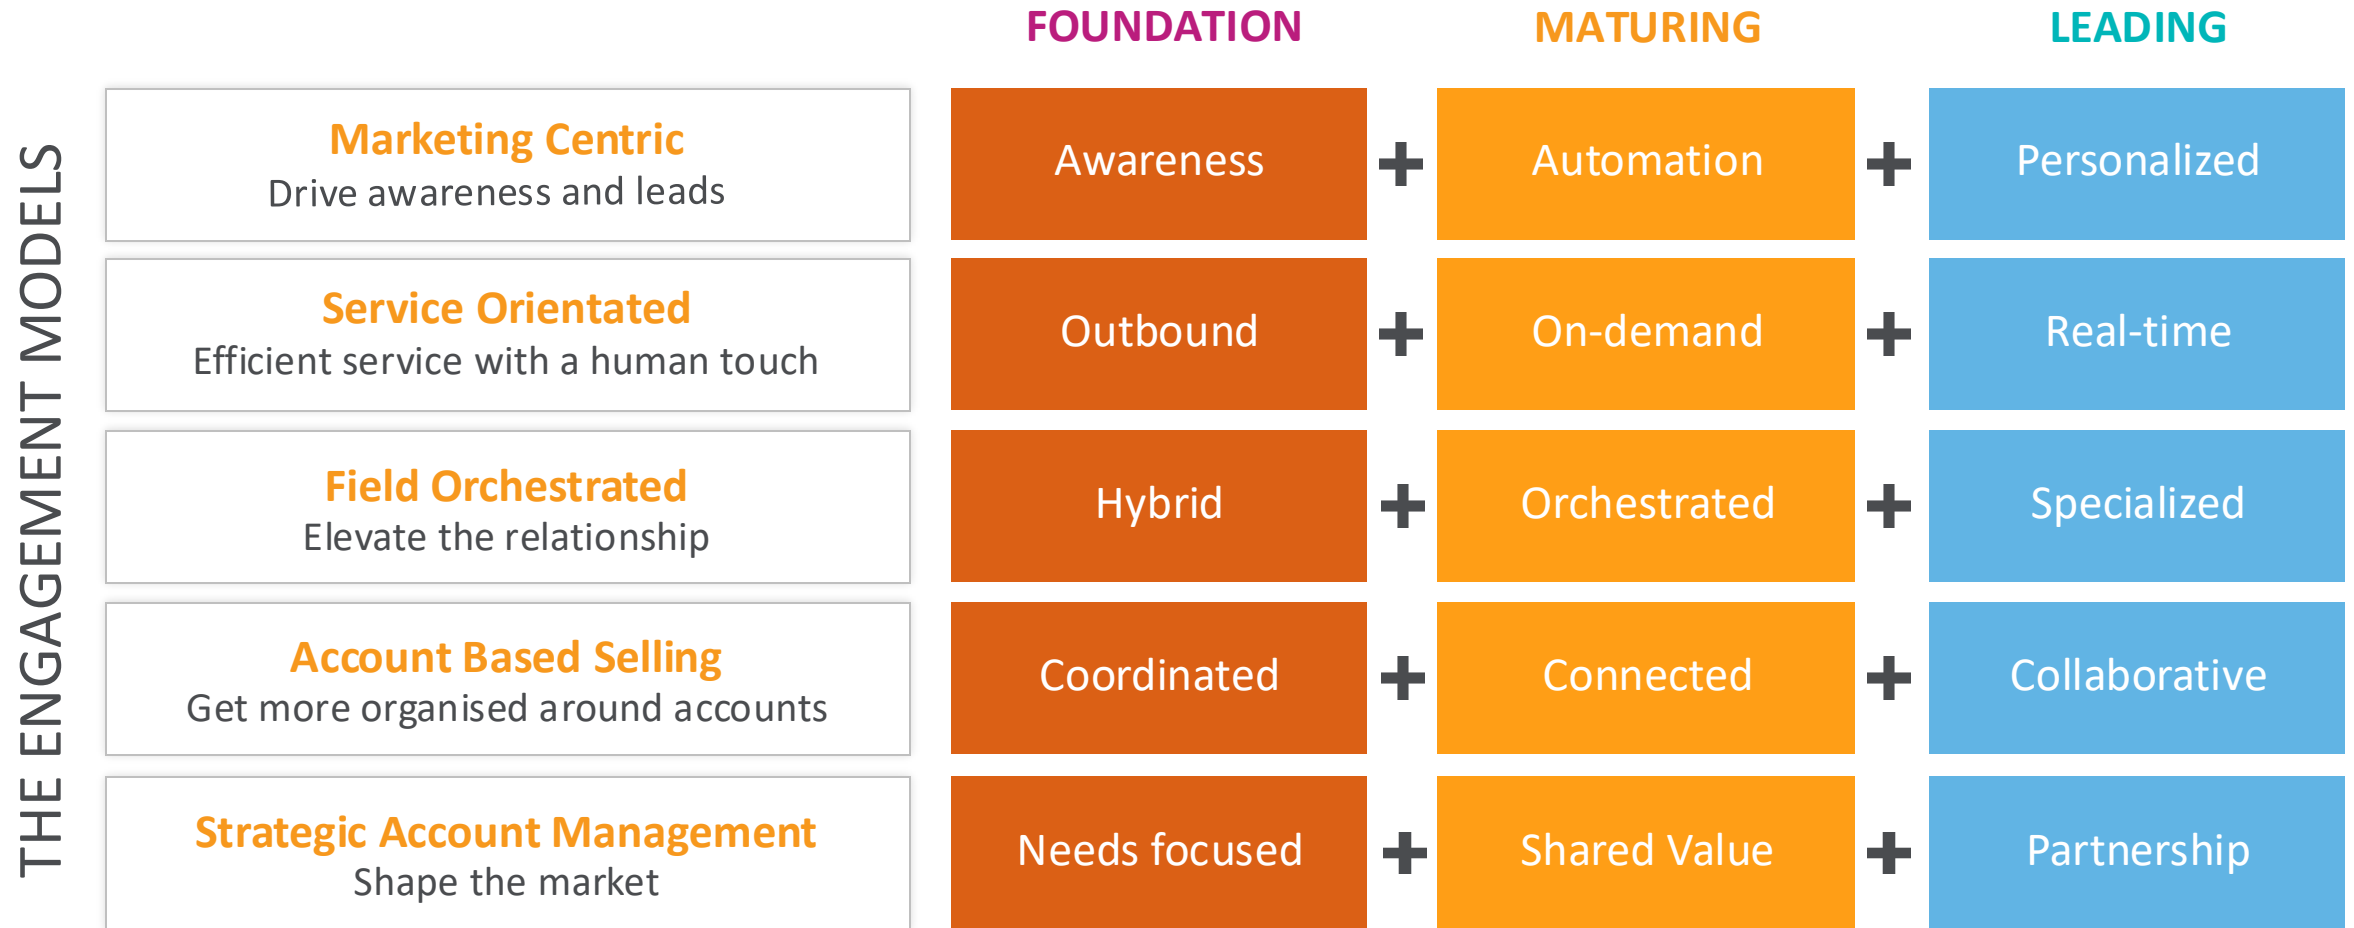 FOUNDATION MATURING LEADING
THE ENGAGEMENT MODELS
Marketing Centric
Drive awareness and leads
Awareness + Automation + Personalized
Service Orientated
Efficient service with a human touch
Outbound + On-demand + Real-time
Field Orchestrated
Elevate the relationship
Hybrid + Orchestrated + Specialized
Account Based Selling
Get more organised around accounts
Coordinated + Connected + Collaborative
Strategic Account Management
Shape the market
Needs focused + Shared Value + Partnership